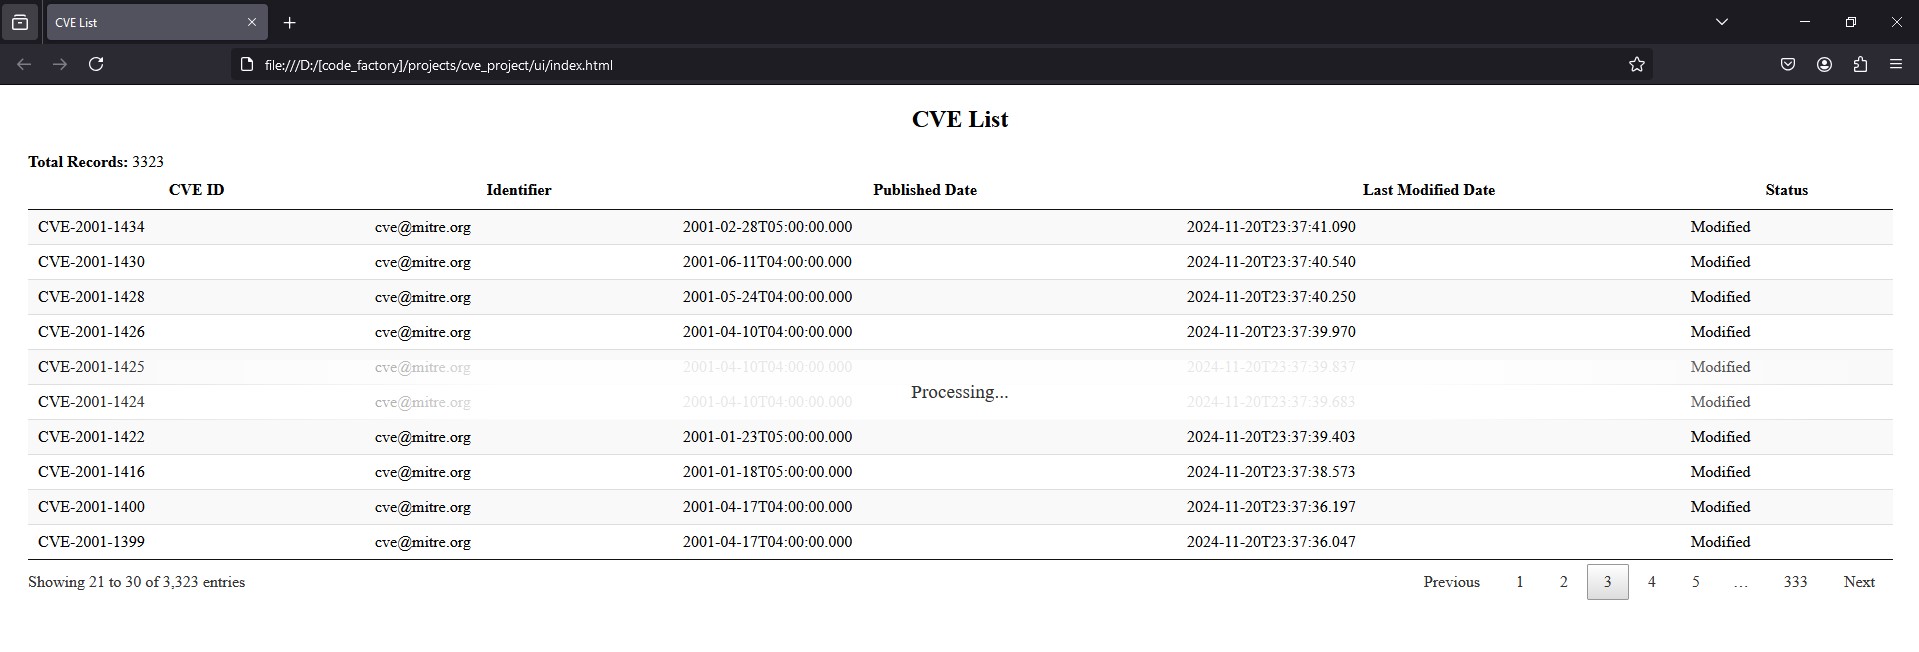 CVE List
file:///D:/[code_factory]/projects/cve_project/ui/index.html
CVE List
Total Records: 3323
CVE ID Identifier Published Date Last Modified Date Status
CVE-2001-1434 cve@mitre.org 2001-02-28T05:00:00.000 2024-11-20T23:37:41.090 Modified
CVE-2001-1430 cve@mitre.org 2001-06-11T04:00:00.000 2024-11-20T23:37:40.540 Modified
CVE-2001-1428 cve@mitre.org 2001-05-24T04:00:00.000 2024-11-20T23:37:40.250 Modified
CVE-2001-1426 cve@mitre.org 2001-04-10T04:00:00.000 2024-11-20T23:37:39.970 Modified
CVE-2001-1425 cve@mitre.org 2001-04-10T04:00:00.000 2024-11-20T23:37:39.837 Modified
Processing...
CVE-2001-1424 cve@mitre.org 2001-04-10T04:00:00.000 2024-11-20T23:37:39.683 Modified
CVE-2001-1422 cve@mitre.org 2001-01-23T05:00:00.000 2024-11-20T23:37:39.403 Modified
CVE-2001-1416 cve@mitre.org 2001-01-18T05:00:00.000 2024-11-20T23:37:38.573 Modified
CVE-2001-1400 cve@mitre.org 2001-04-17T04:00:00.000 2024-11-20T23:37:36.197 Modified
CVE-2001-1399 cve@mitre.org 2001-04-17T04:00:00.000 2024-11-20T23:37:36.047 Modified
Showing 21 to 30 of 3,323 entries Previous 1 2 3 4 5 … 333 Next